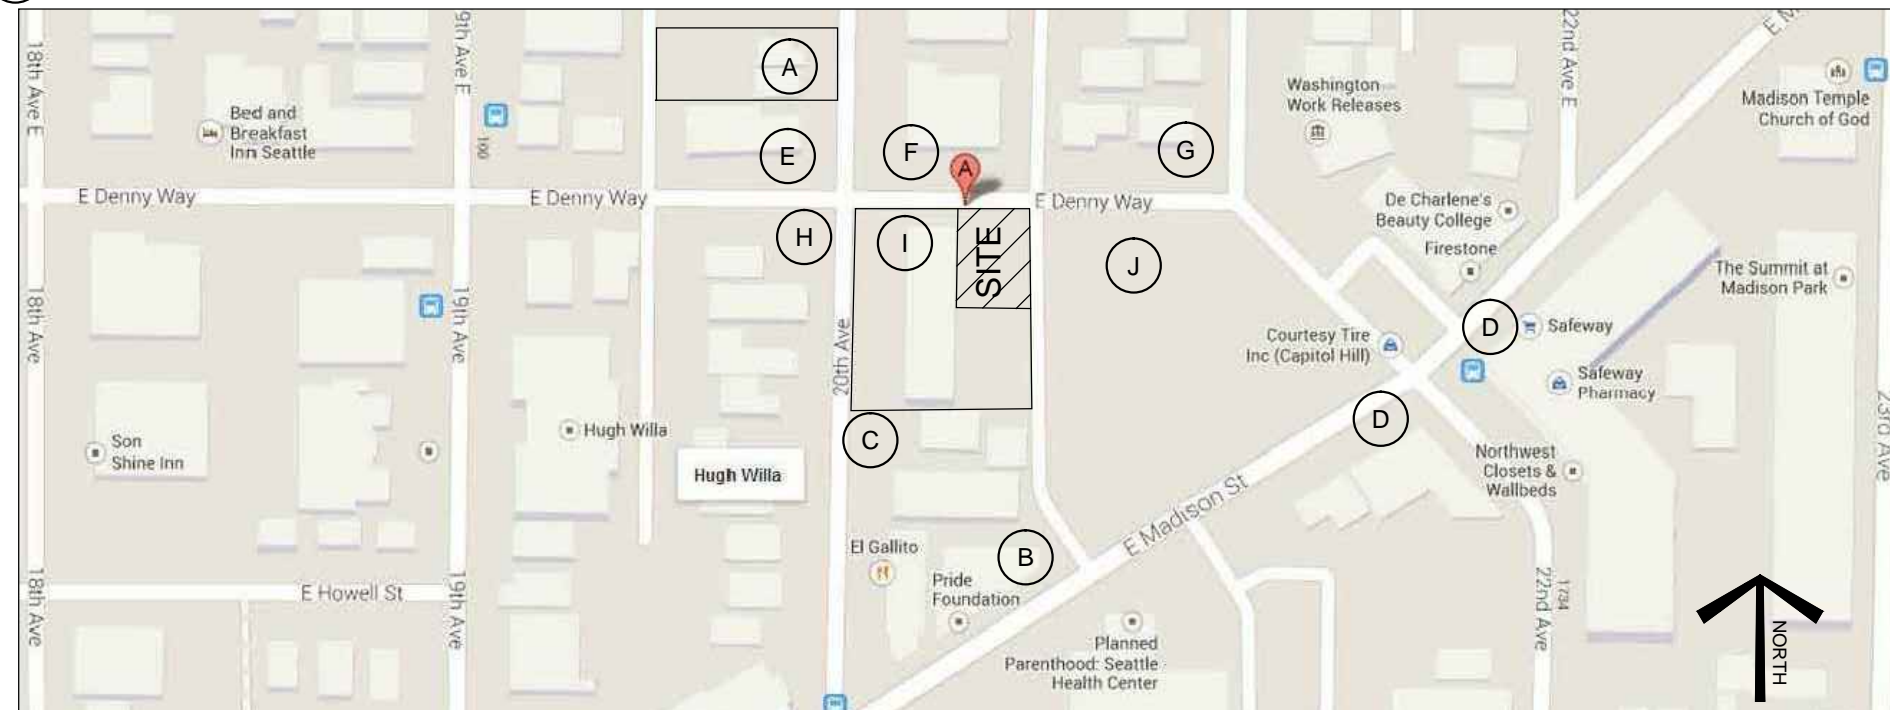 18th Ave E
9th Ave E
22nd Ave E
E M
A
Bed and
Breakfast
Inn Seattle
190
E
F
A
G
Washington
Work Releases
Madison Temple
Church of God
E Denny Way
E Denny Way
E Denny Way
De Charlene's
Beauty College
Firestone
H
I
SITE
J
The Summit at
Madison Park
18th Ave
19th Ave
20th Ave
Courtesy Tire
Inc (Capitol Hill)
D
Safeway
Safeway
Pharmacy
D
23rd Ave
Son
Shine Inn
Hugh Willa
Hugh Willa
C
Northwest
Closets &
Wallbeds
E Madison St
El Gallito
B
Pride
Foundation
18th Ave
E Howell St
19th Ave
Planned
Parenthood: Seattle
Health Center
22nd Ave
1734
NORTH